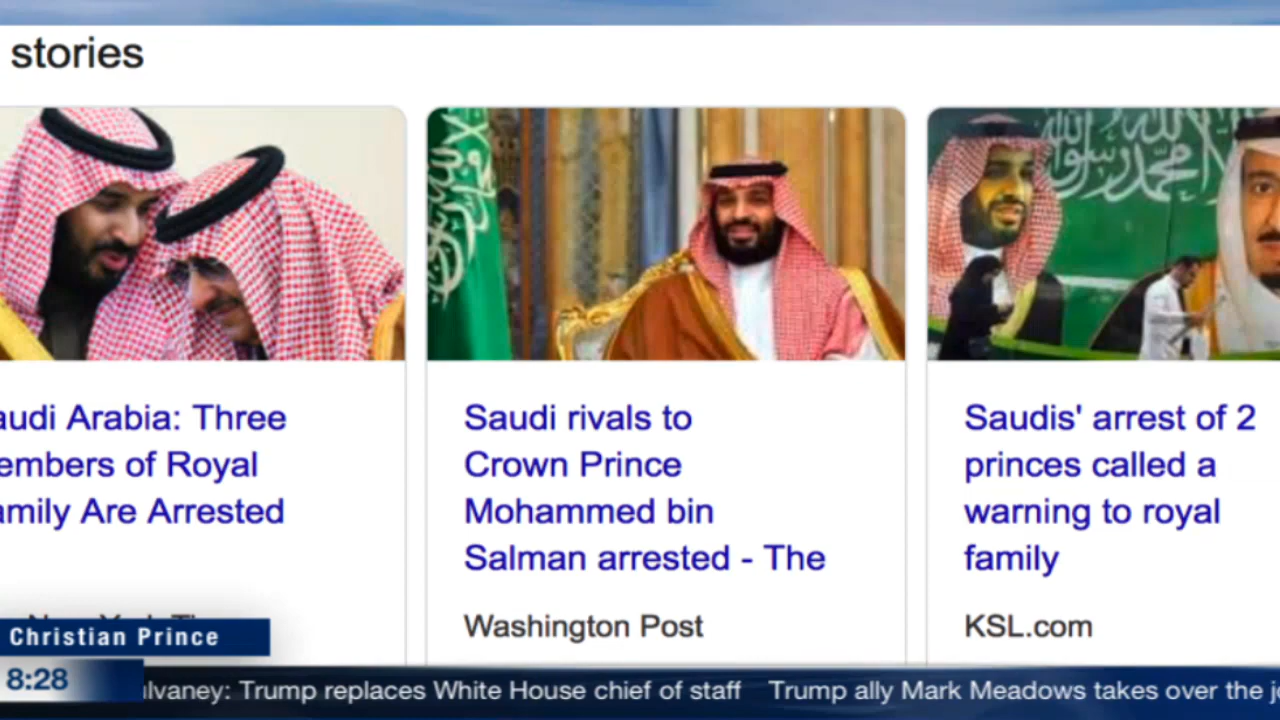 stories
audi Arabia: Three
embers of Royal
amily Are Arrested
Saudi rivals to
Crown Prince
Mohammed bin
Salman arrested - The
Washington Post
Saudis' arrest of 2
princes called a
warning to royal
family
KSL.com
Christian Prince
8:28
ulvaney: Trump replaces White House chief of staff Trump ally Mark Meadows takes over the jo